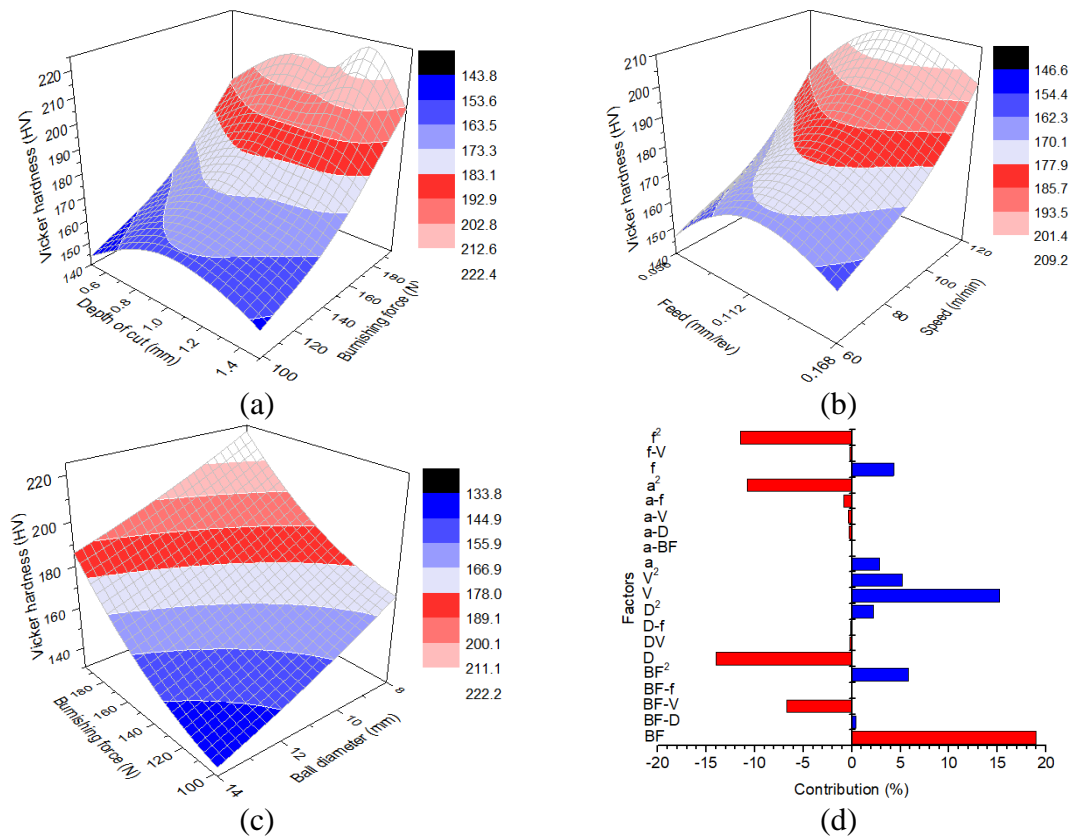 220
210
200
190
180
170
160
150
140
Vicker hardness (HV)
0.6
0.8
1.0
1.2
1.4
Depth of cut (mm)
100
120
140
160
180
Burnishing force (N
143.8
153.6
163.5
173.3
183.1
192.9
202.8
212.6
222.4
(a)
210
200
190
180
170
160
150
140
Vicker hardness (HV)
0.112
0.168
Feed (mm/rev)
60
80
100
120
Speed (m/min)
146.6
154.4
162.3
170.1
177.9
185.7
193.5
201.4
209.2
(b)
220
200
180
160
140
Vicker hardness (HV)
180
160
140
120
100
Burnishing force (N)
14
12
10
8
Ball diameter (mm)
133.8
144.9
155.9
166.9
178.0
189.1
200.1
211.1
222.2
(c)
Factors
f²
f-V
f
a²
a-f
a-V
a-D
a-BF
a
V²
V
D²
D-f
DV
D
BF²
BF-f
BF-V
BF-D
BF
-20 -15 -10 -5 0 5 10 15 20
Contribution (%)
(d)